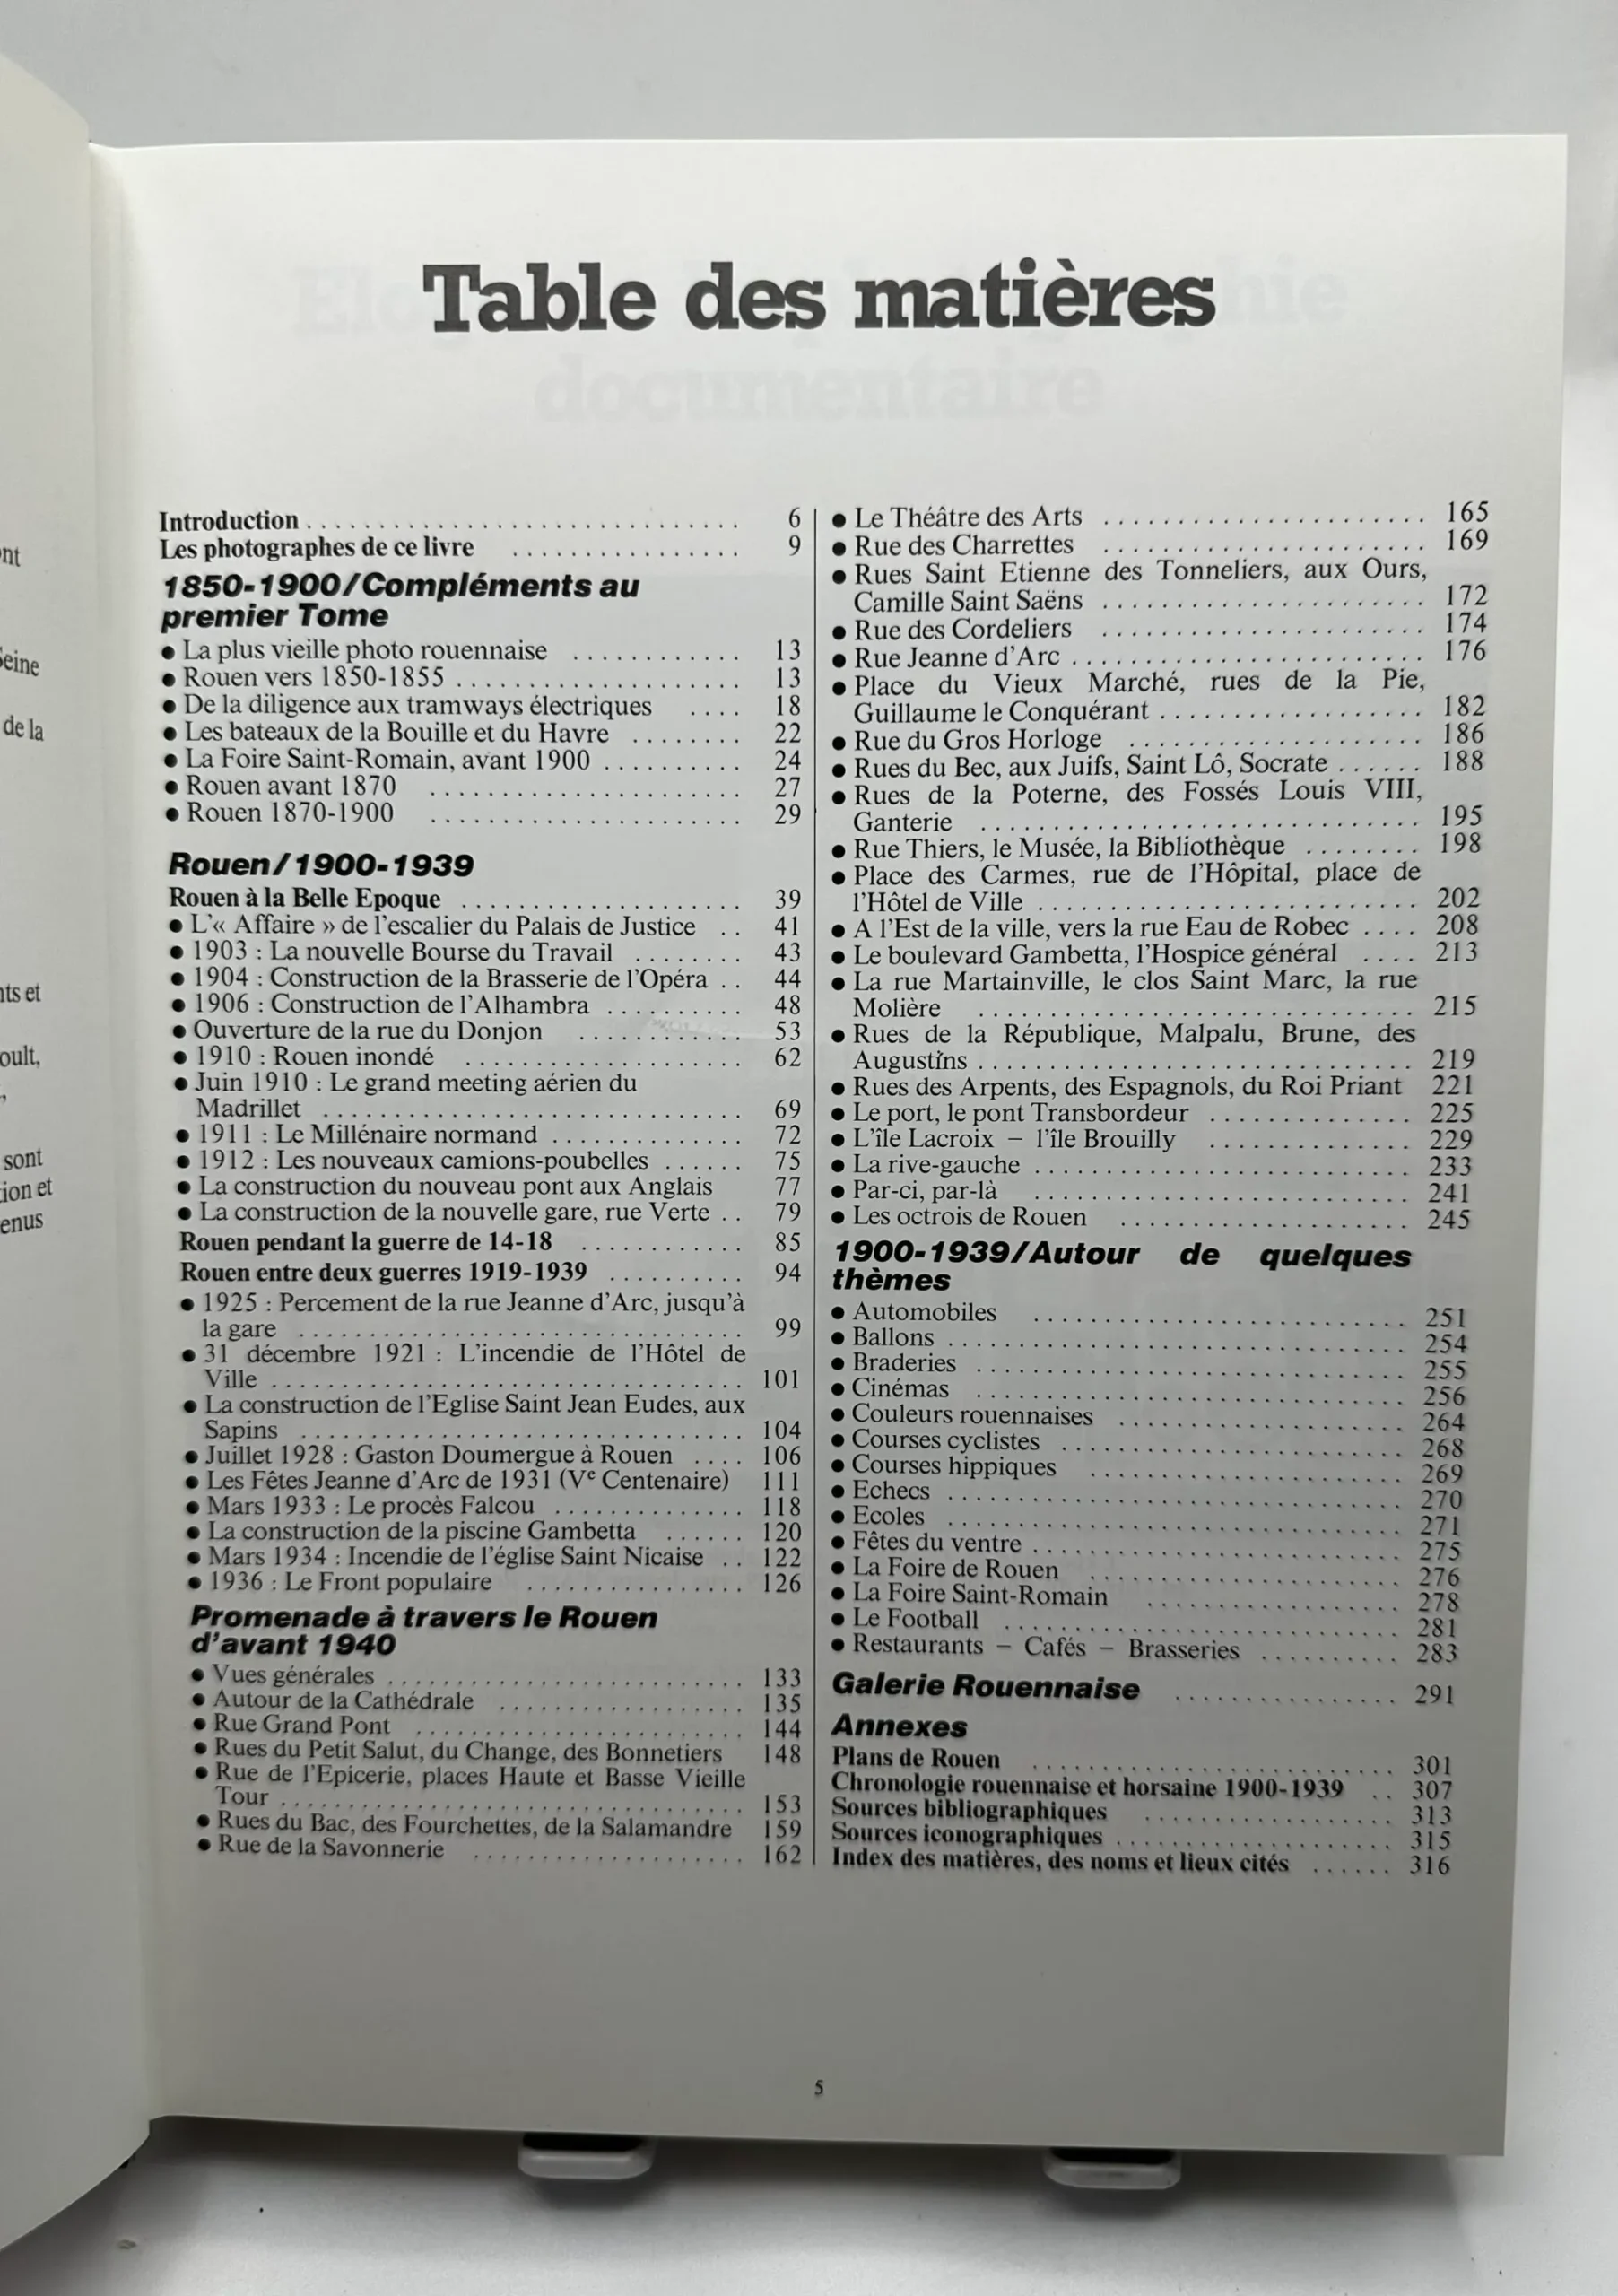 nt
Seine
de la
nts et
oult,
,
sont
ion et
enus
Table des matières
Introduction . . . . . . . . . . 6
Les photographes de ce livre . . . . . . . . . . 9
1850-1900/Compléments au
premier Tome
● La plus vieille photo rouennaise . . . . . . . . . . 13
● Rouen vers 1850-1855 . . . . . . . . . . 13
● De la diligence aux tramways électriques . . . . 18
● Les bateaux de la Bouille et du Havre . . . . . . . . 22
● La Foire Saint-Romain, avant 1900 . . . . . . . . . . 24
● Rouen avant 1870 . . . . . . . . . . 27
● Rouen 1870-1900 . . . . . . . . . . 29
Rouen/1900-1939
Rouen à la Belle Epoque . . . . . . . . . . 39
● L'« Affaire » de l'escalier du Palais de Justice . . 41
● 1903 : La nouvelle Bourse du Travail . . . . . . . . 43
● 1904 : Construction de la Brasserie de l'Opéra . . 44
● 1906 : Construction de l'Alhambra . . . . . . . . . . 48
● Ouverture de la rue du Donjon . . . . . . . . . . 53
● 1910 : Rouen inondé . . . . . . . . . . 62
● Juin 1910 : Le grand meeting aérien du
Madrillet . . . . . . . . . . 69
● 1911 : Le Millénaire normand . . . . . . . . . . 72
● 1912 : Les nouveaux camions-poubelles . . . . . . 75
● La construction du nouveau pont aux Anglais 77
● La construction de la nouvelle gare, rue Verte . . 79
Rouen pendant la guerre de 14-18 . . . . . . . . . . 85
Rouen entre deux guerres 1919-1939 . . . . . . . . . . 94
● 1925 : Percement de la rue Jeanne d'Arc, jusqu'à
la gare . . . . . . . . . . 99
● 31 décembre 1921 : L'incendie de l'Hôtel de
Ville . . . . . . . . . . 101
● La construction de l'Eglise Saint Jean Eudes, aux
Sapins . . . . . . . . . . 104
● Juillet 1928 : Gaston Doumergue à Rouen . . . . 106
● Les Fêtes Jeanne d'Arc de 1931 (Ve Centenaire) 111
● Mars 1933 : Le procès Falcou . . . . . . . . . . 118
● La construction de la piscine Gambetta . . . . . . 120
● Mars 1934 : Incendie de l'église Saint Nicaise . . 122
● 1936 : Le Front populaire . . . . . . . . . . 126
Promenade à travers le Rouen
d'avant 1940
● Vues générales . . . . . . . . . . 133
● Autour de la Cathédrale . . . . . . . . . . 135
● Rue Grand Pont . . . . . . . . . . 144
● Rues du Petit Salut, du Change, des Bonnetiers 148
● Rue de l'Epicerie, places Haute et Basse Vieille
Tour . . . . . . . . . . 153
● Rues du Bac, des Fourchettes, de la Salamandre 159
● Rue de la Savonnerie . . . . . . . . . . 162
● Le Théâtre des Arts . . . . . . . . . . 165
● Rue des Charrettes . . . . . . . . . . 169
● Rues Saint Etienne des Tonneliers, aux Ours,
Camille Saint Saëns . . . . . . . . . . 172
● Rue des Cordeliers . . . . . . . . . . 174
● Rue Jeanne d'Arc . . . . . . . . . . 176
● Place du Vieux Marché, rues de la Pie,
Guillaume le Conquérant . . . . . . . . . . 182
● Rue du Gros Horloge . . . . . . . . . . 186
● Rues du Bec, aux Juifs, Saint Lô, Socrate . . . . . . 188
● Rues de la Poterne, des Fossés Louis VIII,
Ganterie . . . . . . . . . . 195
● Rue Thiers, le Musée, la Bibliothèque . . . . . . . . 198
● Place des Carmes, rue de l'Hôpital, place de
l'Hôtel de Ville . . . . . . . . . . 202
● A l'Est de la ville, vers la rue Eau de Robec . . . . 208
● Le boulevard Gambetta, l'Hospice général . . . . 213
● La rue Martainville, le clos Saint Marc, la rue
Molière . . . . . . . . . . 215
● Rues de la République, Malpalu, Brune, des
Augustins . . . . . . . . . . 219
● Rues des Arpents, des Espagnols, du Roi Priant 221
● Le port, le pont Transbordeur . . . . . . . . . . 225
● L'île Lacroix – l'île Brouilly . . . . . . . . . . 229
● La rive-gauche . . . . . . . . . . 233
● Par-ci, par-là . . . . . . . . . . 241
● Les octrois de Rouen . . . . . . . . . . 245
1900-1939/Autour de quelques
thèmes
● Automobiles . . . . . . . . . . 251
● Ballons . . . . . . . . . . 254
● Braderies . . . . . . . . . . 255
● Cinémas . . . . . . . . . . 256
● Couleurs rouennaises . . . . . . . . . . 264
● Courses cyclistes . . . . . . . . . . 268
● Courses hippiques . . . . . . . . . . 269
● Echecs . . . . . . . . . . 270
● Ecoles . . . . . . . . . . 271
● Fêtes du ventre . . . . . . . . . . 275
● La Foire de Rouen . . . . . . . . . . 276
● La Foire Saint-Romain . . . . . . . . . . 278
● Le Football . . . . . . . . . . 281
● Restaurants – Cafés – Brasseries . . . . . . . . . . 283
Galerie Rouennaise . . . . . . . . . . 291
Annexes
Plans de Rouen . . . . . . . . . . 301
Chronologie rouennaise et horsaine 1900-1939 . . 307
Sources bibliographiques . . . . . . . . . . 313
Sources iconographiques . . . . . . . . . . 315
Index des matières, des noms et lieux cités . . . . . . 316
5